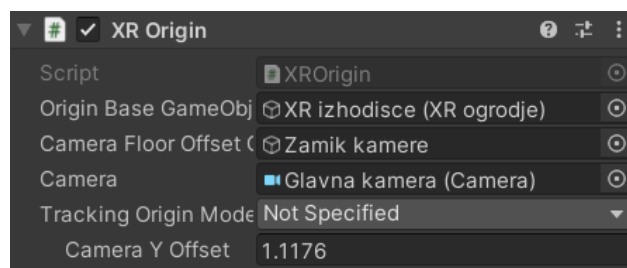 XR Origin
Script XROrigin
Origin Base GameObj XR izhodisce (XR ogrodje)
Camera Floor Offset ( Zamik kamere
Camera Glavna kamera (Camera)
Tracking Origin Mode Not Specified
Camera Y Offset 1.1176